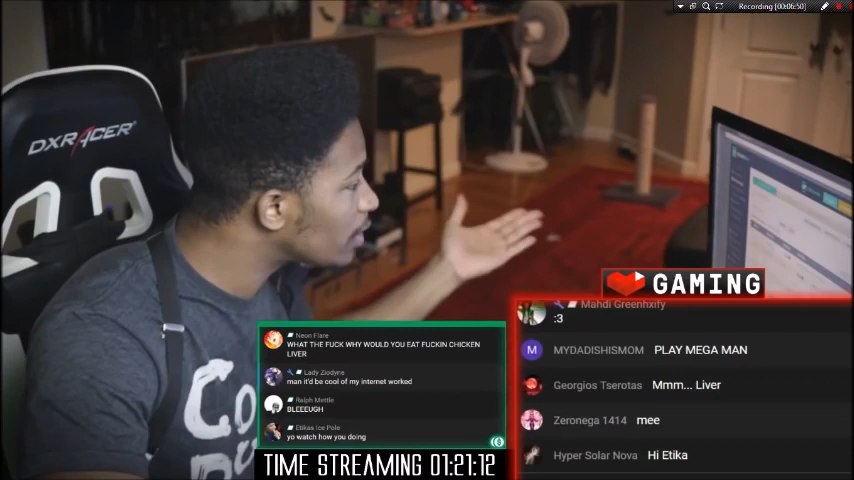 Recording [00:06:50]
DXRACER
GAMING
Mahdi Greenhxify
:3
MYDADISHISMOM PLAY MEGA MAN
Georgios Tserotas Mmm... Liver
Zeronega 1414 mee
Hyper Solar Nova Hi Etika
Neon Flare
WHAT THE FUCK WHY WOULD YOU EAT FUCKIN CHICKEN
LIVER
Lady Ziodyne
man it'd be cool of my internet worked
Ralph Mettle
BLEEEUGH
Etikas Ice Pole
yo watch how you doing
TIME STREAMING 01:21:12